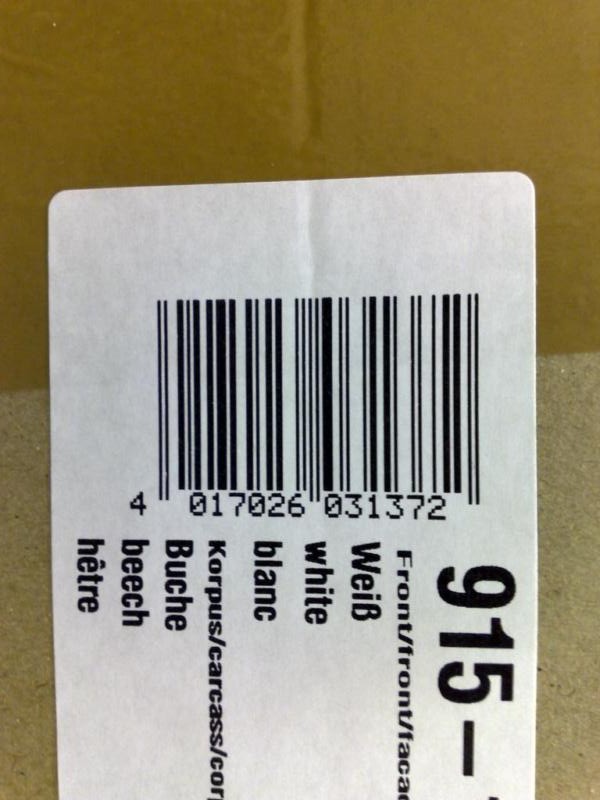 4 017026 031372
915-
Front/front/faca
Weiß
white
blanc
Korpus/carcass/cor
Buche
beech
hêtre